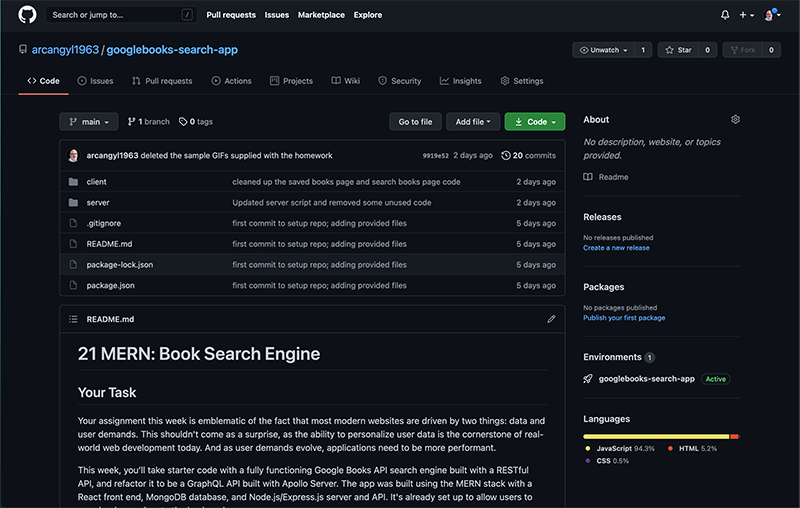 Search or jump to... / Pull requests Issues Marketplace Explore
arcangyl1963 / googlebooks-search-app Unwatch 1 Star 0 Fork 0
Code Issues Pull requests Actions Projects Wiki Security Insights Settings
main 1 branch 0 tags Go to file Add file Code
arcangyl1963 deleted the sample GIFs supplied with the homework 9919e52 2 days ago 20 commits
client cleaned up the saved books page and search books page code 2 days ago
server Updated server script and removed some unused code 2 days ago
.gitignore first commit to setup repo; adding provided files 5 days ago
README.md first commit to setup repo; adding provided files 5 days ago
package-lock.json first commit to setup repo; adding provided files 5 days ago
package.json first commit to setup repo; adding provided files 5 days ago
README.md
21 MERN: Book Search Engine
Your Task
Your assignment this week is emblematic of the fact that most modern websites are driven by two things: data and
user demands. This shouldn't come as a surprise, as the ability to personalize user data is the cornerstone of real-
world web development today. And as user demands evolve, applications need to be more performant.
This week, you'll take starter code with a fully functioning Google Books API search engine built with a RESTful
API, and refactor it to be a GraphQL API built with Apollo Server. The app was built using the MERN stack with a
React front end, MongoDB database, and Node.js/Express.js server and API. It's already set up to allow users to
About
No description, website, or topics
provided.
Readme
Releases
No releases published
Create a new release
Packages
No packages published
Publish your first package
Environments 1
googlebooks-search-app Active
Languages
JavaScript 94.3% HTML 5.2%
CSS 0.5%